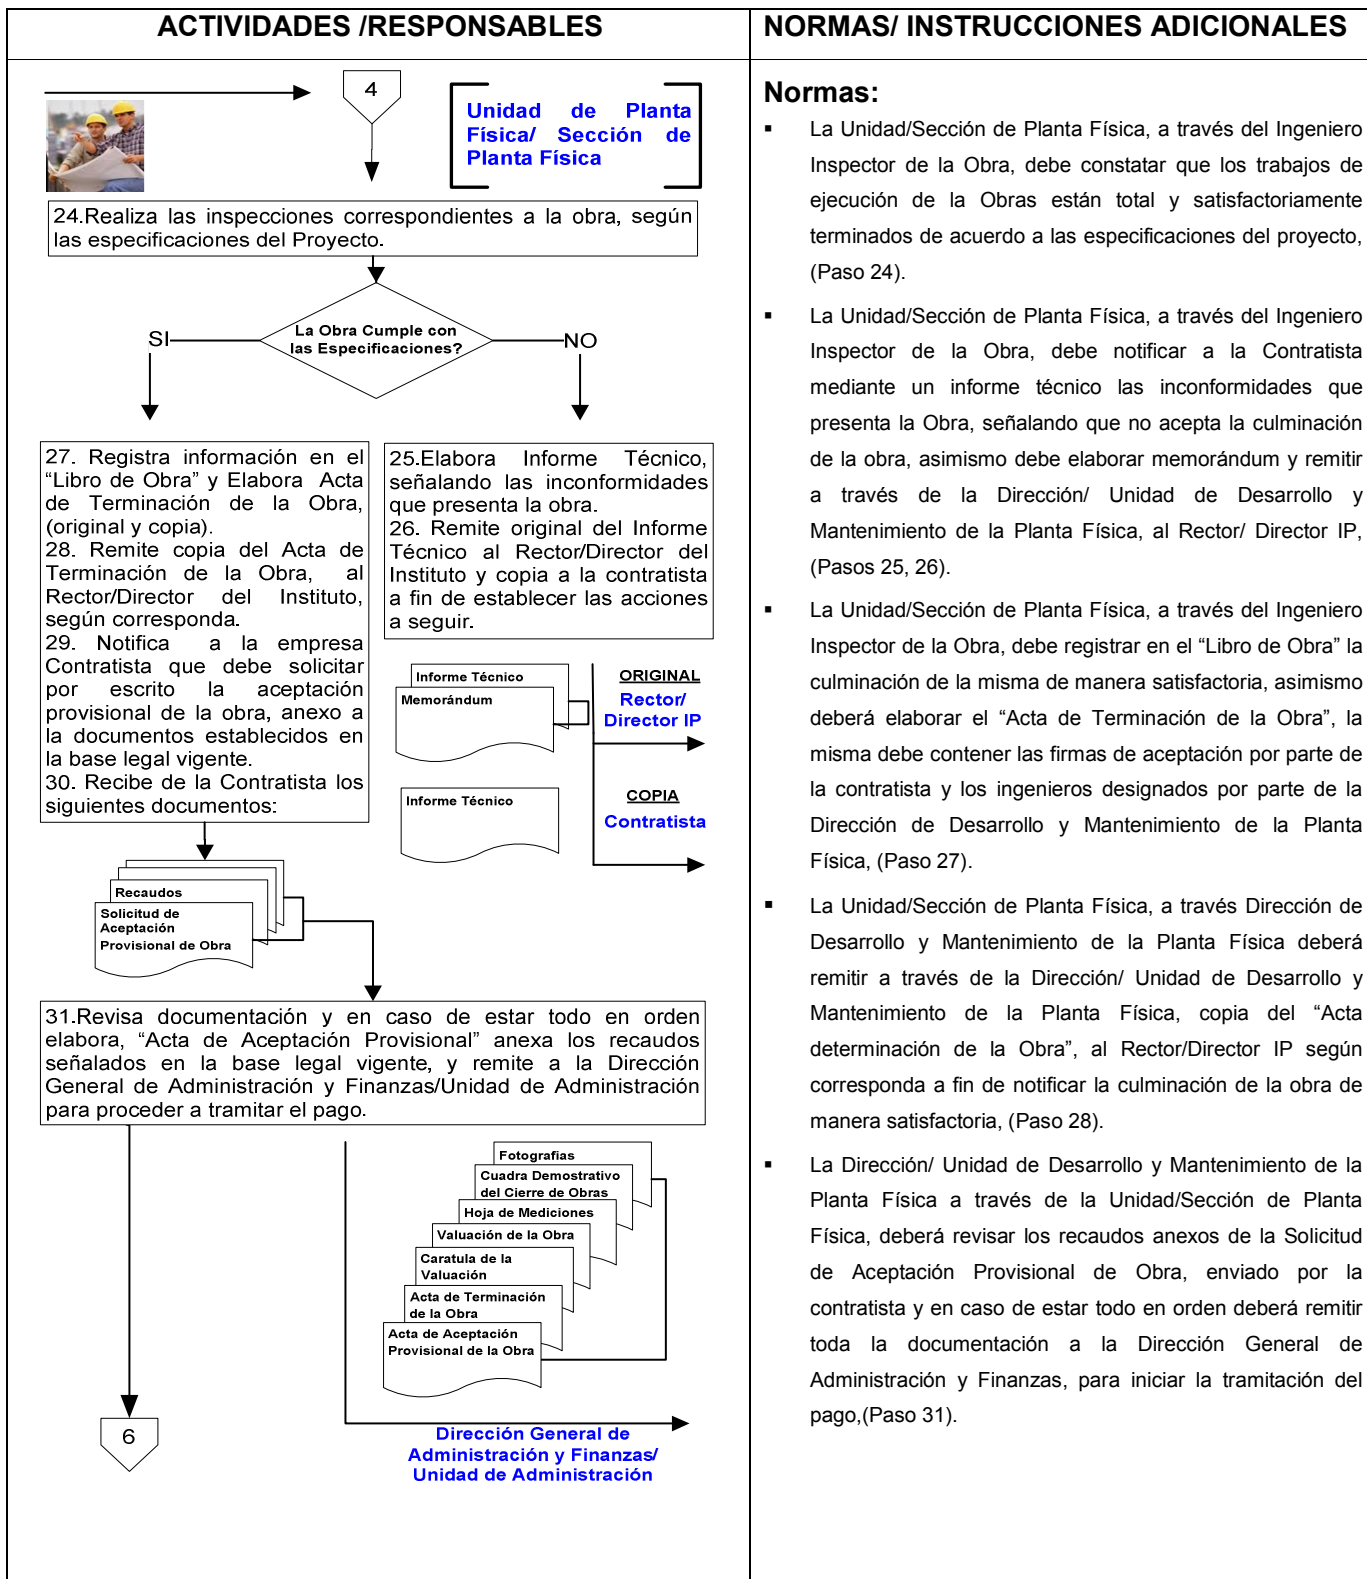 ACTIVIDADES /RESPONSABLES
4
Unidad de Planta
Física/ Sección de
Planta Física
24.Realiza las inspecciones correspondientes a la obra, según
las especificaciones del Proyecto.
La Obra Cumple con
las Especificaciones?
SI
NO
27. Registra información en el
“Libro de Obra” y Elabora Acta
de Terminación de la Obra,
(original y copia).
28. Remite copia del Acta de
Terminación de la Obra, al
Rector/Director del Instituto,
según corresponda.
29. Notifica a la empresa
Contratista que debe solicitar
por escrito la aceptación
provisional de la obra, anexo a
la documentos establecidos en
la base legal vigente.
30. Recibe de la Contratista los
siguientes documentos:
25.Elabora Informe Técnico,
señalando las inconformidades
que presenta la obra.
26. Remite original del Informe
Técnico al Rector/Director del
Instituto y copia a la contratista
a fin de establecer las acciones
a seguir.
Informe Técnico
Memorándum
ORIGINAL
Rector/
Director IP
Informe Técnico
COPIA
Contratista
Recaudos
Solicitud de
Aceptación
Provisional de Obra
31.Revisa documentación y en caso de estar todo en orden
elabora, “Acta de Aceptación Provisional” anexa los recaudos
señalados en la base legal vigente, y remite a la Dirección
General de Administración y Finanzas/Unidad de Administración
para proceder a tramitar el pago.
Fotografias
Cuadra Demostrativo
del Cierre de Obras
Hoja de Mediciones
Valuación de la Obra
Caratula de la
Valuación
Acta de Terminación
de la Obra
Acta de Aceptación
Provisional de la Obra
6
Dirección General de
Administración y Finanzas/
Unidad de Administración
NORMAS/ INSTRUCCIONES ADICIONALES
Normas:
▪ La Unidad/Sección de Planta Física, a través del Ingeniero
Inspector de la Obra, debe constatar que los trabajos de
ejecución de la Obras están total y satisfactoriamente
terminados de acuerdo a las especificaciones del proyecto,
(Paso 24).
▪ La Unidad/Sección de Planta Física, a través del Ingeniero
Inspector de la Obra, debe notificar a la Contratista
mediante un informe técnico las inconformidades que
presenta la Obra, señalando que no acepta la culminación
de la obra, asimismo debe elaborar memorándum y remitir
a través de la Dirección/ Unidad de Desarrollo y
Mantenimiento de la Planta Física, al Rector/ Director IP,
(Pasos 25, 26).
▪ La Unidad/Sección de Planta Física, a través del Ingeniero
Inspector de la Obra, debe registrar en el “Libro de Obra” la
culminación de la misma de manera satisfactoria, asimismo
deberá elaborar el “Acta de Terminación de la Obra”, la
misma debe contener las firmas de aceptación por parte de
la contratista y los ingenieros designados por parte de la
Dirección de Desarrollo y Mantenimiento de la Planta
Física, (Paso 27).
▪ La Unidad/Sección de Planta Física, a través Dirección de
Desarrollo y Mantenimiento de la Planta Física deberá
remitir a través de la Dirección/ Unidad de Desarrollo y
Mantenimiento de la Planta Física, copia del “Acta
determinación de la Obra”, al Rector/Director IP según
corresponda a fin de notificar la culminación de la obra de
manera satisfactoria, (Paso 28).
▪ La Dirección/ Unidad de Desarrollo y Mantenimiento de la
Planta Física a través de la Unidad/Sección de Planta
Física, deberá revisar los recaudos anexos de la Solicitud
de Aceptación Provisional de Obra, enviado por la
contratista y en caso de estar todo en orden deberá remitir
toda la documentación a la Dirección General de
Administración y Finanzas, para iniciar la tramitación del
pago,(Paso 31).